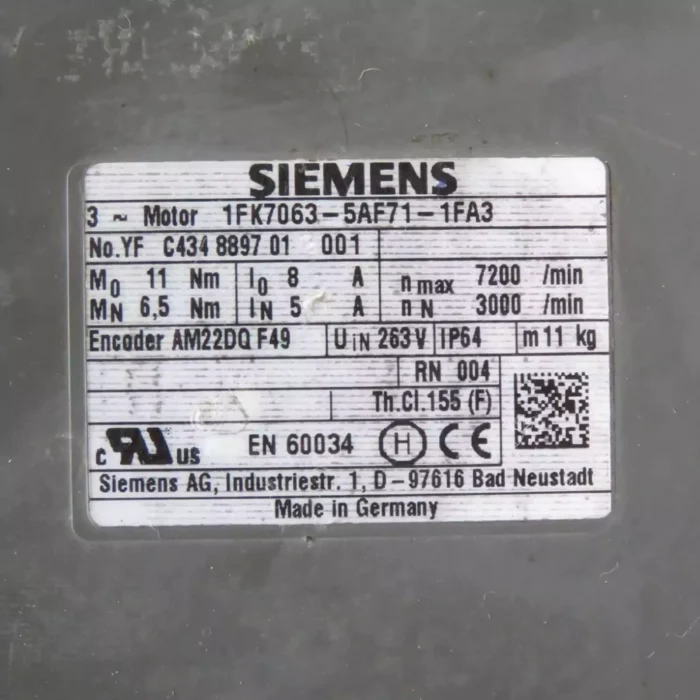 SIEMENS
3 ~ Motor 1FK7063-5AF71-1FA3
No.YF C434 8897 01 001
M0 11 Nm I0 8 A n max 7200 /min
MN 6,5 Nm IN 5 A n N 3000 /min
Encoder AM22DQ F49 UIN 263 V IP64 m 11 kg
RN 004
Th.Cl.155 (F)
c RU US EN 60034 H CE
Siemens AG, Industriestr. 1, D-97616 Bad Neustadt
Made in Germany